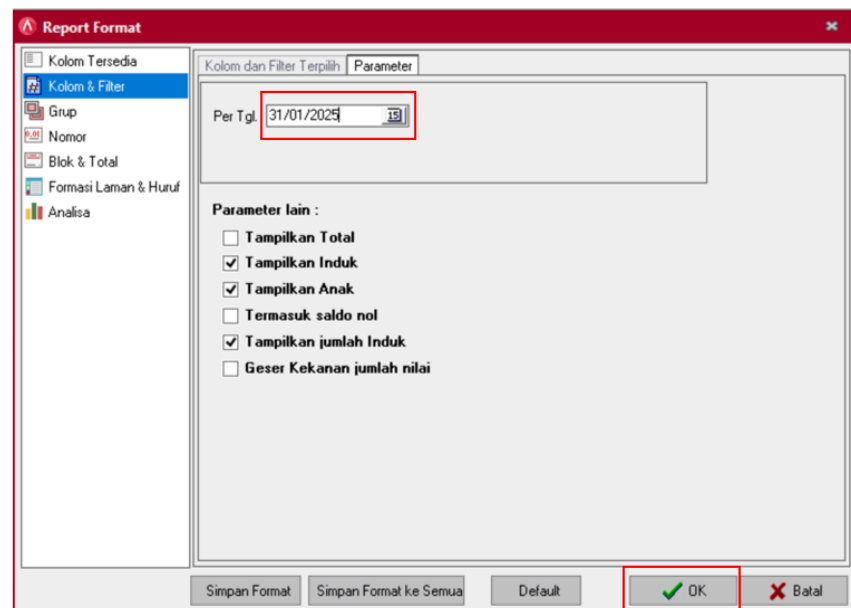 Report Format
Kolom Tersedia
Kolom & Filter
Grup
Nomor
Blok & Total
Formasi Laman & Huruf
Analisa
Kolom dan Filter Terpilih
Parameter
Per Tgl. 31/01/2025
15
Parameter lain :
Tampilkan Total
Tampilkan Induk
Tampilkan Anak
Termasuk saldo nol
Tampilkan jumlah Induk
Geser Kekanan jumlah nilai
Simpan Format
Simpan Format ke Semua
Default
OK
Batal